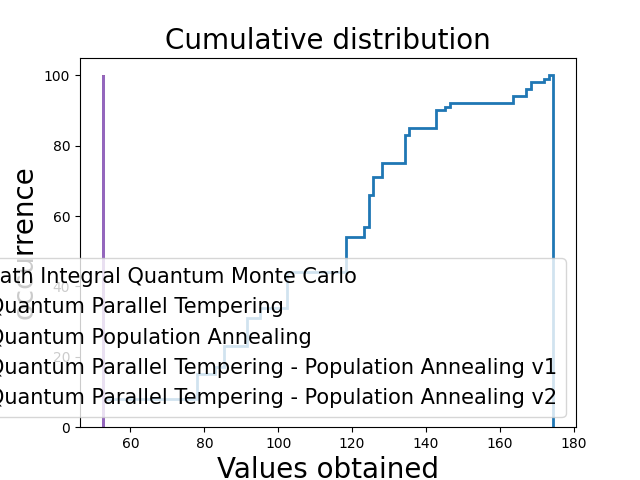 Cumulative distribution
100
80
60
40
20
0
occurrence
ath Integral Quantum Monte Carlo
Quantum Parallel Tempering
Quantum Population Annealing
Quantum Parallel Tempering - Population Annealing v1
Quantum Parallel Tempering - Population Annealing v2
60 80 100 120 140 160 180
Values obtained